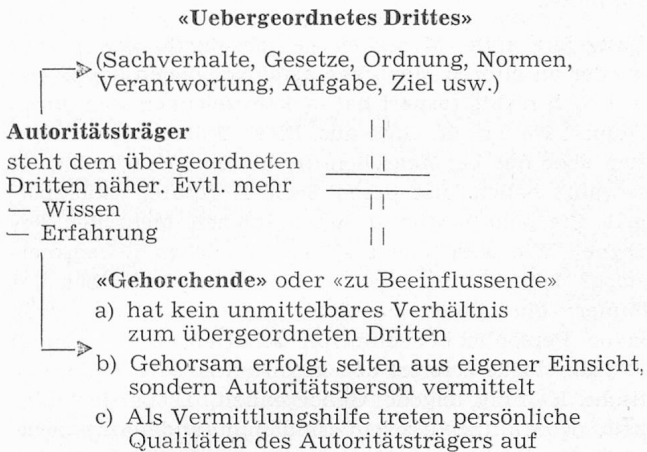 «Uebergeordnetes Drittes»
(Sachverhalte, Gesetze, Ordnung, Normen,
Verantwortung, Aufgabe, Ziel usw.)
Autoritätsträger
steht dem übergeordneten
Dritten näher. Evtl. mehr
— Wissen
— Erfahrung
«Gehorchende» oder «zu Beeinflussende»
a) hat kein unmittelbares Verhältnis
zum übergeordneten Dritten
b) Gehorsam erfolgt selten aus eigener Einsicht,
sondern Autoritätsperson vermittelt
c) Als Vermittlungshilfe treten persönliche
Qualitäten des Autoritätsträgers auf